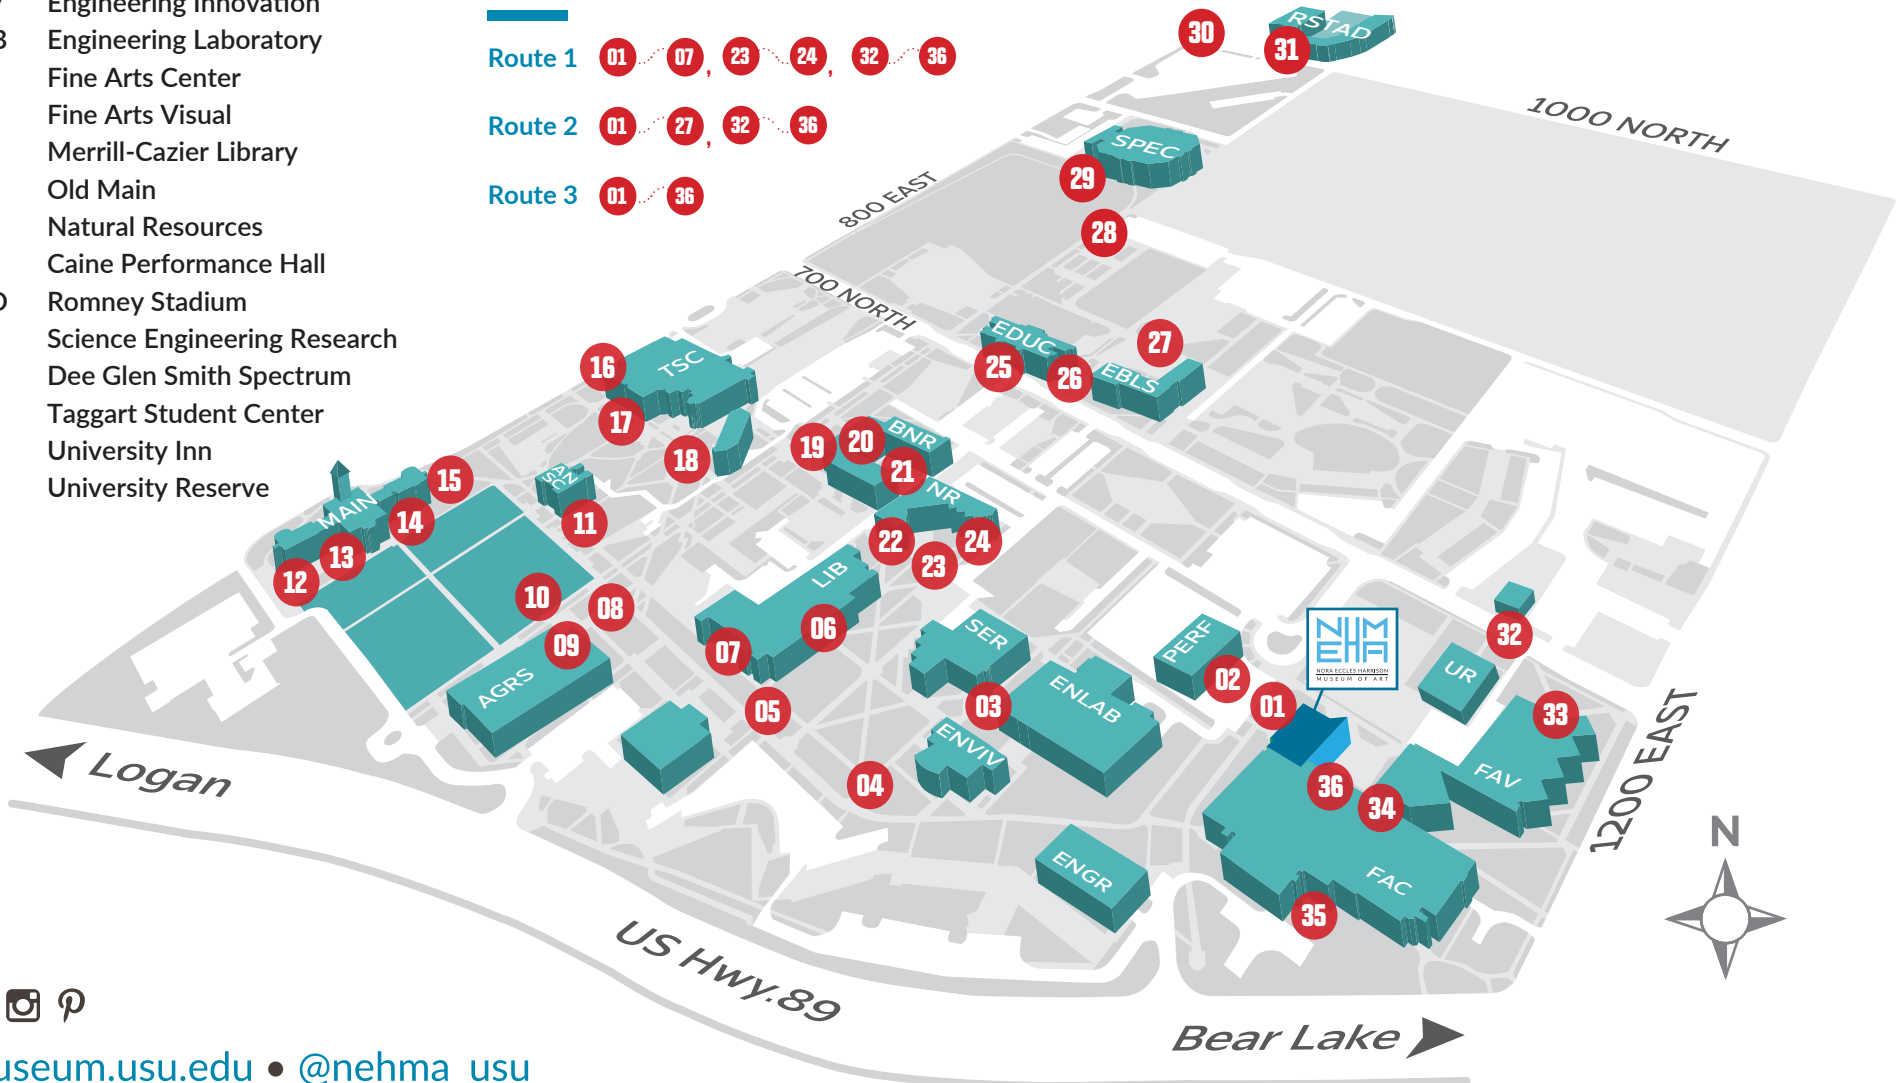 Engineering Innovation
B Engineering Laboratory
Fine Arts Center
Fine Arts Visual
Merrill-Cazier Library
Old Main
Natural Resources
Caine Performance Hall
D Romney Stadium
Science Engineering Research
Dee Glen Smith Spectrum
Taggart Student Center
University Inn
University Reserve
Route 1 01 07, 23 24, 32 36
Route 2 01 27, 32 36
Route 3 01 36
30
RSTAD
31
1000 NORTH
SPEC
29
800 EAST
28
700 NORTH
EDUC
27
25
26
EBLS
16
TSC
17
18
19
20
BNR
21
NR
22
23
24
15
MAIN
14
13
12
AN
SCI
11
10
08
09
AGRS
LIB
06
07
05
SER
03
ENLAB
ENVIV
04
PERF
02
01
NEHMA
NORA ECCLES HARRISON
MUSEUM OF ART
32
UR
33
FAV
36
34
FAC
35
ENGR
1200 EAST
N
Logan
US Hwy.89
Bear Lake
useum.usu.edu • @nehma_usu